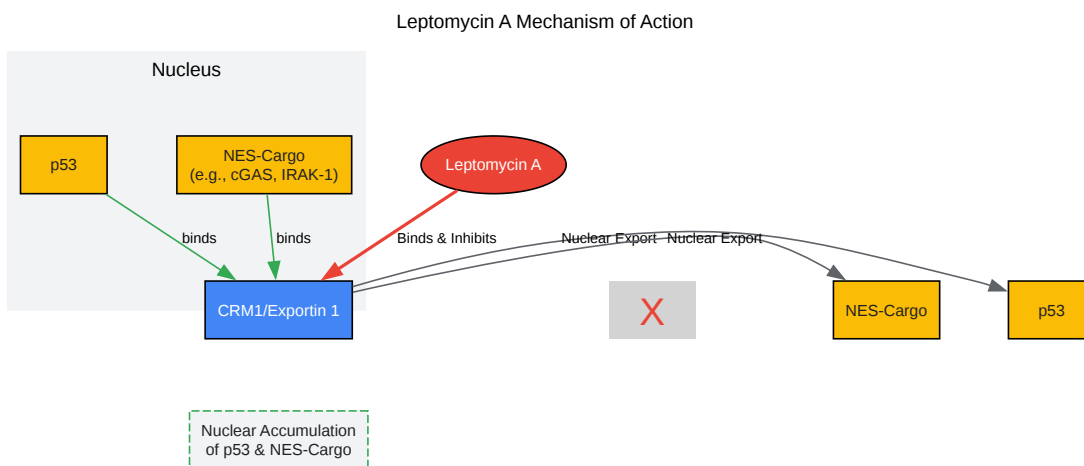 Leptomycin A Mechanism of Action
Nucleus
p53
NES-Cargo
(e.g., cGAS, IRAK-1)
Leptomycin A
binds
binds
Binds & Inhibits
Nuclear Export
Nuclear Export
CRM1/Exportin 1
X
NES-Cargo
p53
Nuclear Accumulation
of p53 & NES-Cargo